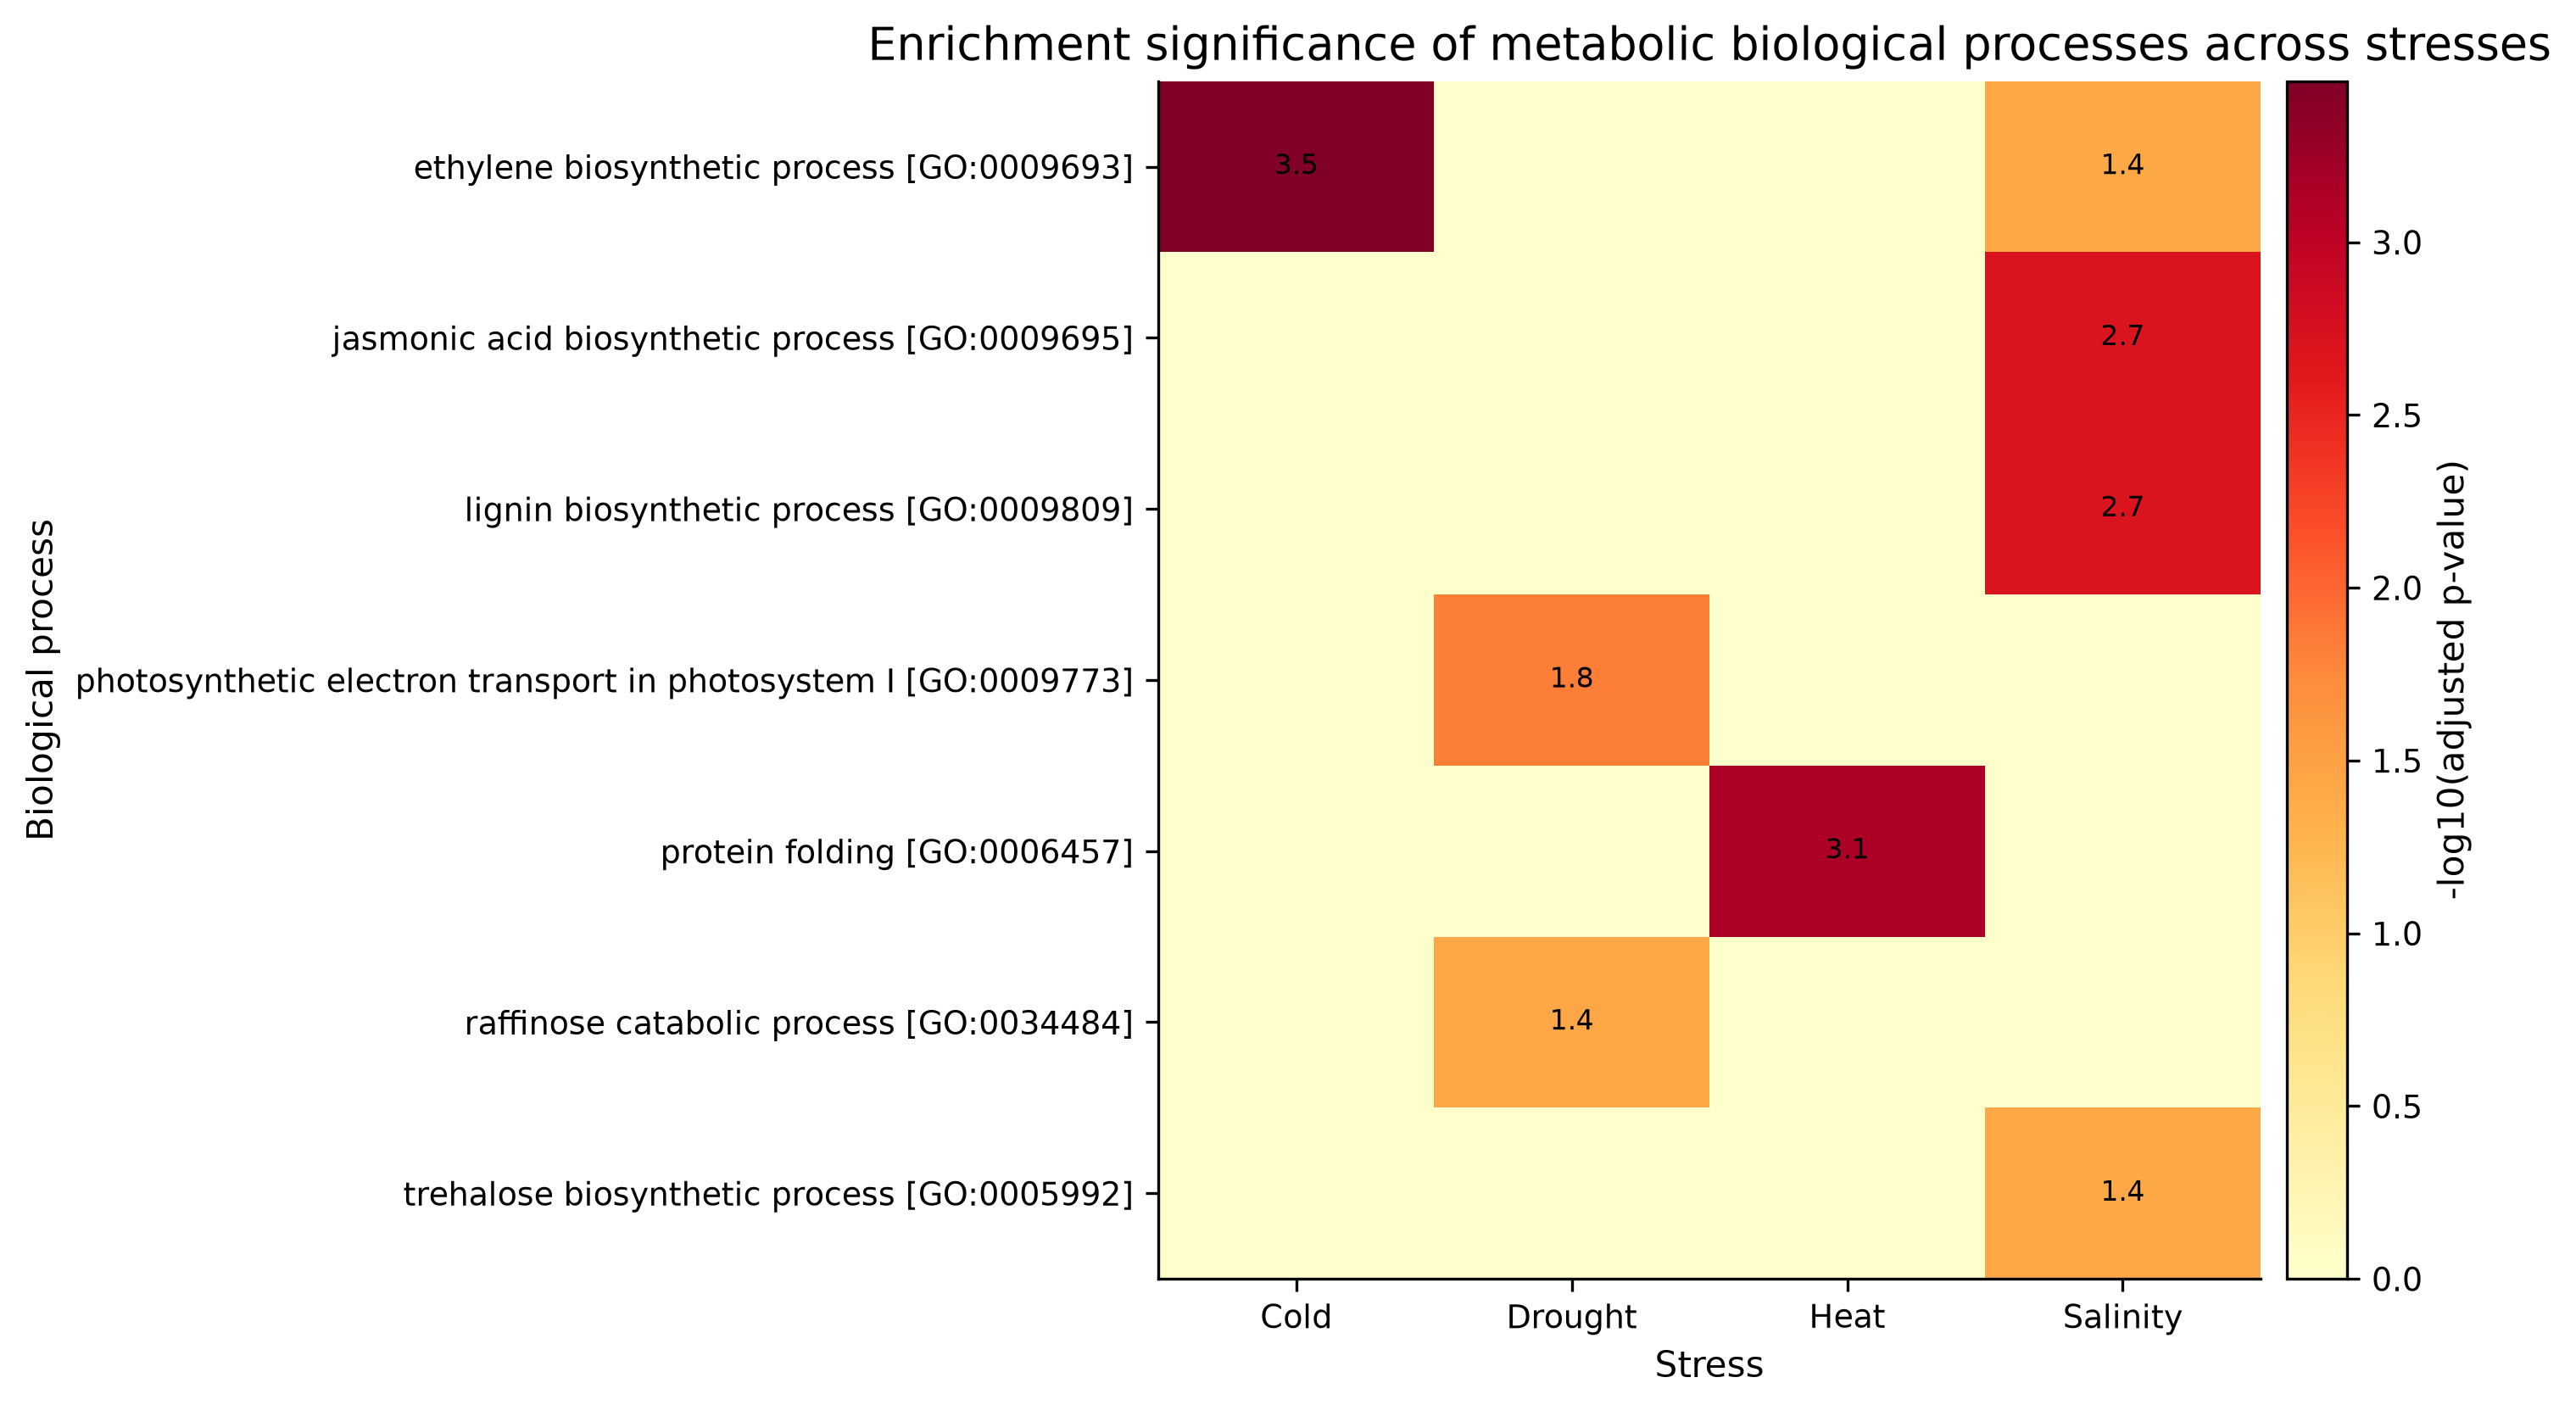 Enrichment significance of metabolic biological processes across stresses
ethylene biosynthetic process [GO:0009693]
3.5
1.4
jasmonic acid biosynthetic process [GO:0009695]
2.7
lignin biosynthetic process [GO:0009809]
2.7
photosynthetic electron transport in photosystem I [GO:0009773]
1.8
protein folding [GO:0006457]
3.1
raffinose catabolic process [GO:0034484]
1.4
trehalose biosynthetic process [GO:0005992]
1.4
Biological process
Cold
Drought
Heat
Salinity
Stress
3.0
2.5
2.0
1.5
1.0
0.5
0.0
-log10(adjusted p-value)